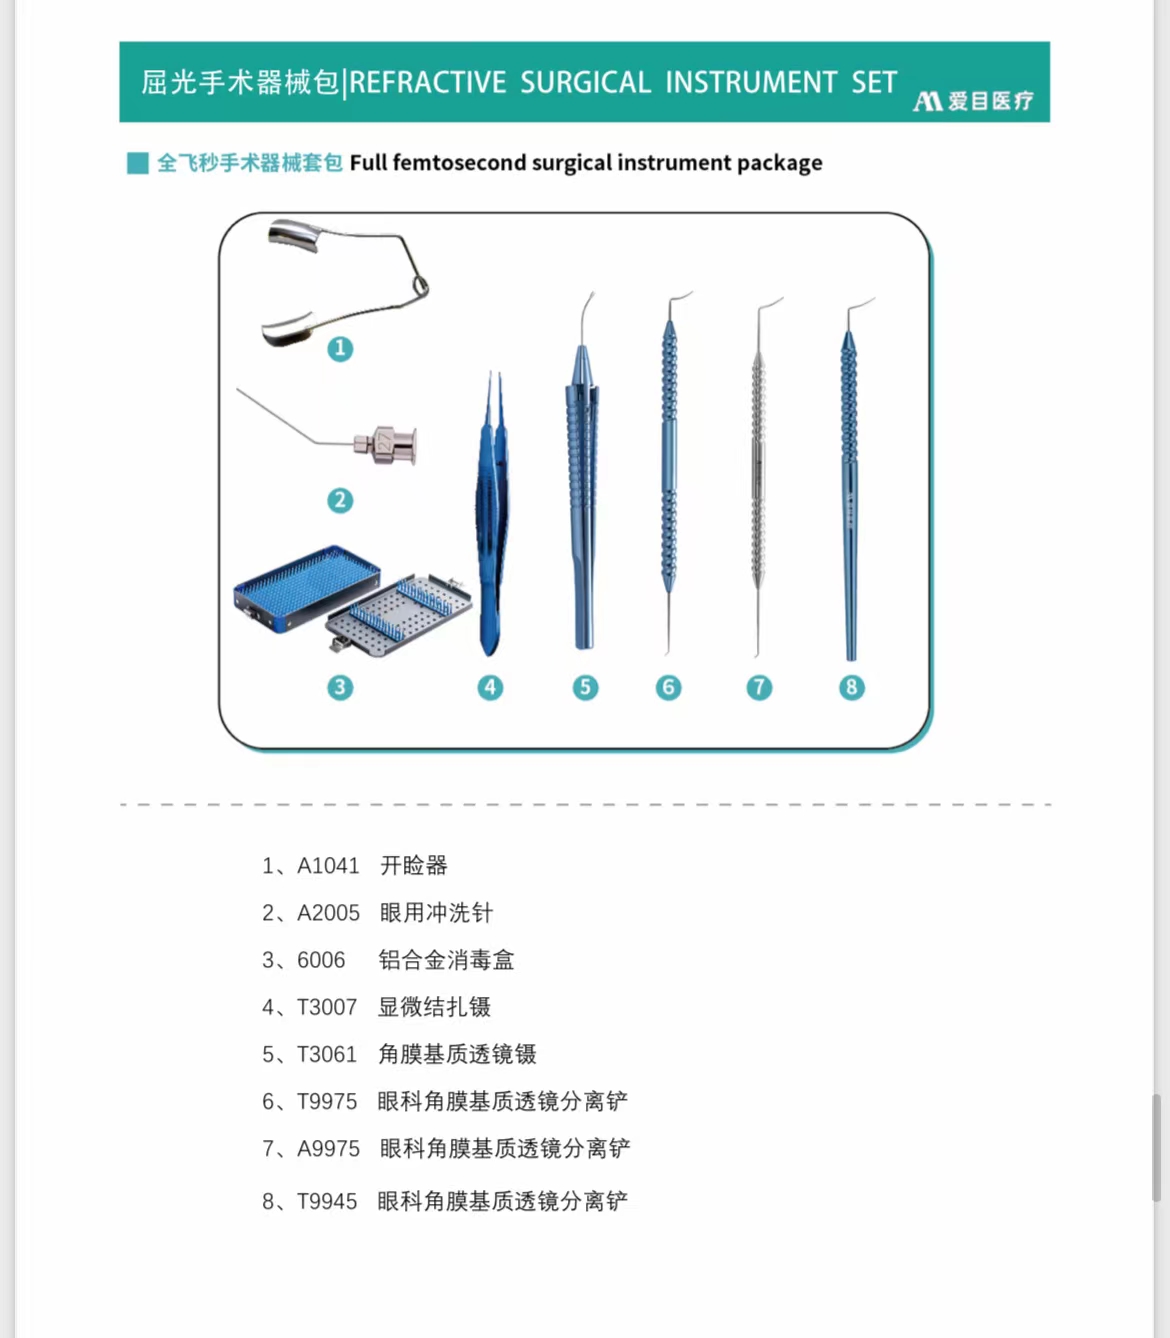 屈光手术器械包|REFRACTIVE SURGICAL INSTRUMENT SET
爱目医疗
全飞秒手术器械套包 Full femtosecond surgical instrument package
1
27
2
3
4
5
6
7
8
1、A1041 开睑器
2、A2005 眼用冲洗针
3、6006 铝合金消毒盒
4、T3007 显微结扎镊
5、T3061 角膜基质透镜镊
6、T9975 眼科角膜基质透镜分离铲
7、A9975 眼科角膜基质透镜分离铲
8、T9945 眼科角膜基质透镜分离铲